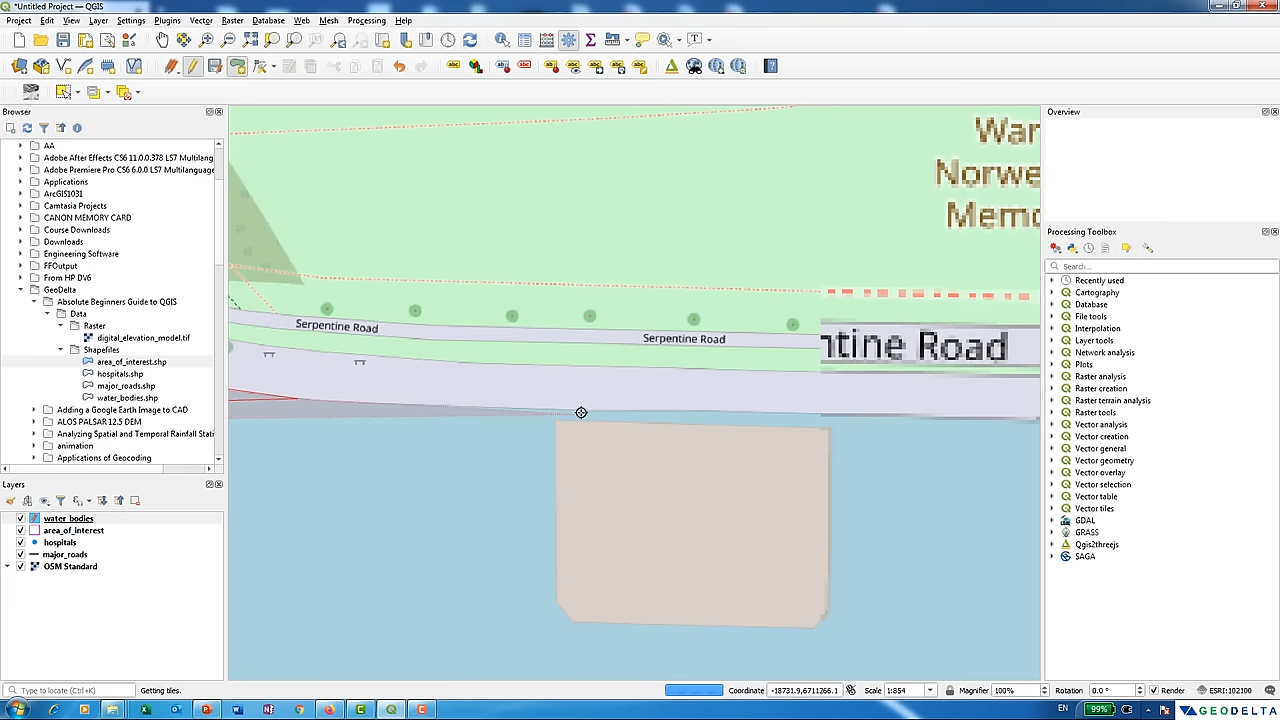 *Untitled Project — QGIS
Project Edit View Layer Settings Plugins Vector Raster Database Web Mesh Processing Help
Browser
AA
Adobe After Effects CS6 11.0.0.378 LS7 Multilang
Adobe Premiere Pro CS6 6.0.0 LS7 Multilanguage
Applications
ArcGIS1031
Camtasia Projects
CANON MEMORY CARD
Course Downloads
Downloads
Engineering Software
FFOutput
From HP DV6
GeoDelta
Absolute Beginners Guide to QGIS
Data
Raster
digital_elevation_model.tif
Shapefiles
area_of_interest.shp
hospitals.shp
major_roads.shp
water_bodies.shp
Adding a Google Earth Image to CAD
ALOS PALSAR 12.5 DEM
Analyzing Spatial and Temporal Rainfall Stati
animation
Applications of Geocoding
Layers
water_bodies
area_of_interest
hospitals
major_roads
OSM Standard
War
Norwe
Memo
Serpentine Road
Serpentine Road
ntine Road
Overview
Processing Toolbox
Search...
Recently used
Cartography
Database
File tools
Interpolation
Layer tools
Network analysis
Plots
Raster analysis
Raster creation
Raster terrain analysis
Raster tools
Vector analysis
Vector creation
Vector general
Vector geometry
Vector overlay
Vector selection
Vector table
Vector tiles
GDAL
GRASS
Qgis2threejs
SAGA
Type to locate (Ctrl+K) Getting tiles. Coordinate -18731.9,6711266.1 Scale 1:854 Magnifier 100% Rotation 0.0 ° Render ESRI:102100
EN 99% GEODELTA